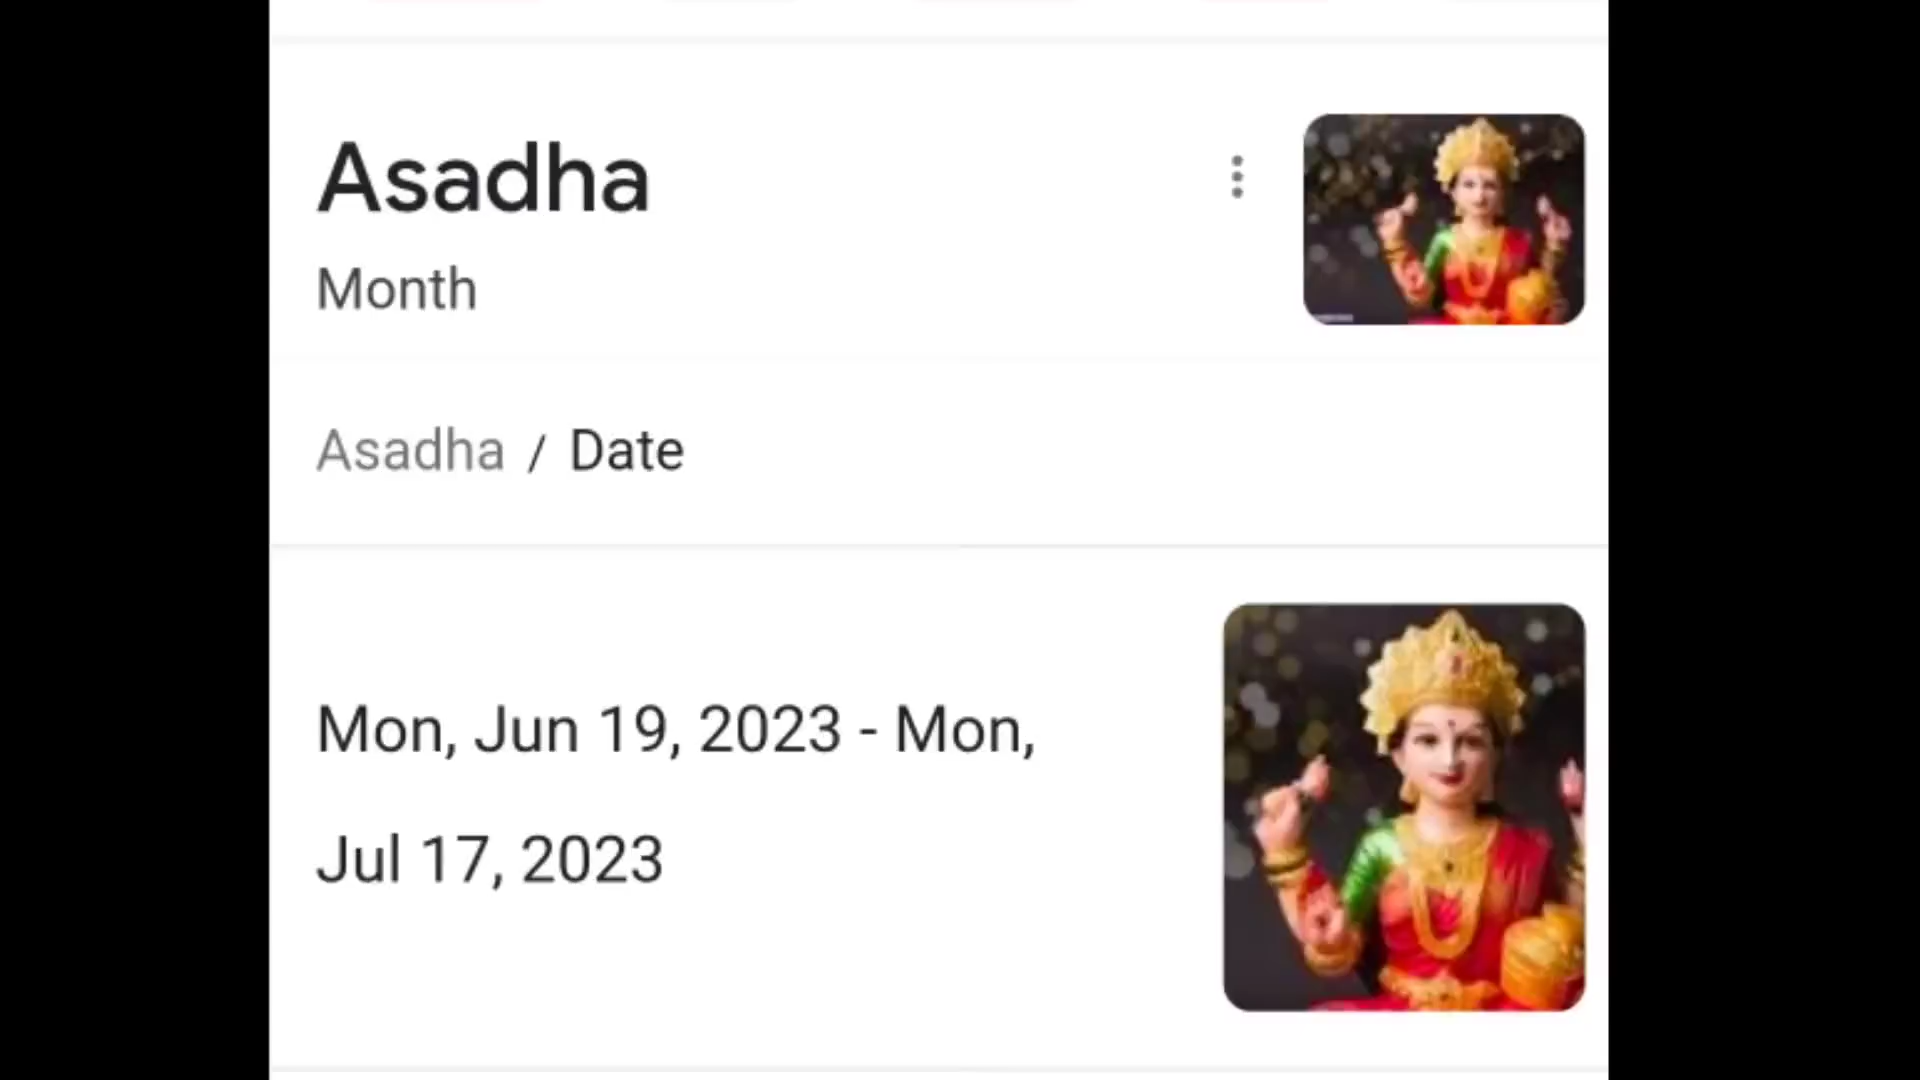 Asadha
Month
Asadha / Date
Mon, Jun 19, 2023 - Mon,
Jul 17, 2023